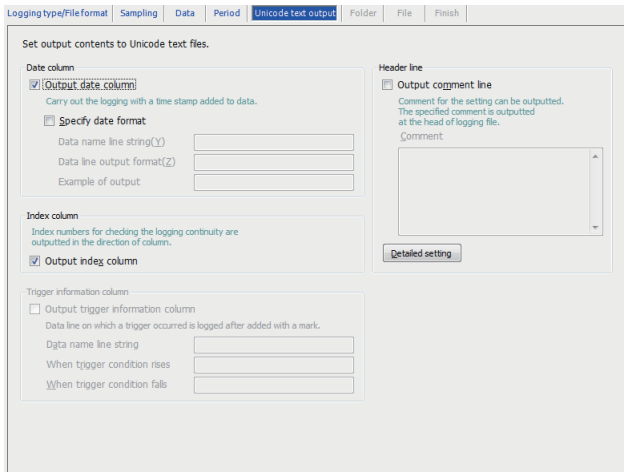 Logging type/File format Sampling Data Period Unicode text output Folder File Finish
Set output contents to Unicode text files.
Date column
Output date column
Carry out the logging with a time stamp added to data.
Specify date format
Data name line string(Y)
Data line output format(Z)
Example of output
Index column
Index numbers for checking the logging continuity are
outputted in the direction of column.
Output index column
Trigger information column
Output trigger information column
Data line on which a trigger occurred is logged after added with a mark.
Data name line string
When trigger condition rises
When trigger condition falls
Header line
Output comment line
Comment for the setting can be outputted.
The specified comment is outputted
at the head of logging file.
Comment
Detailed setting